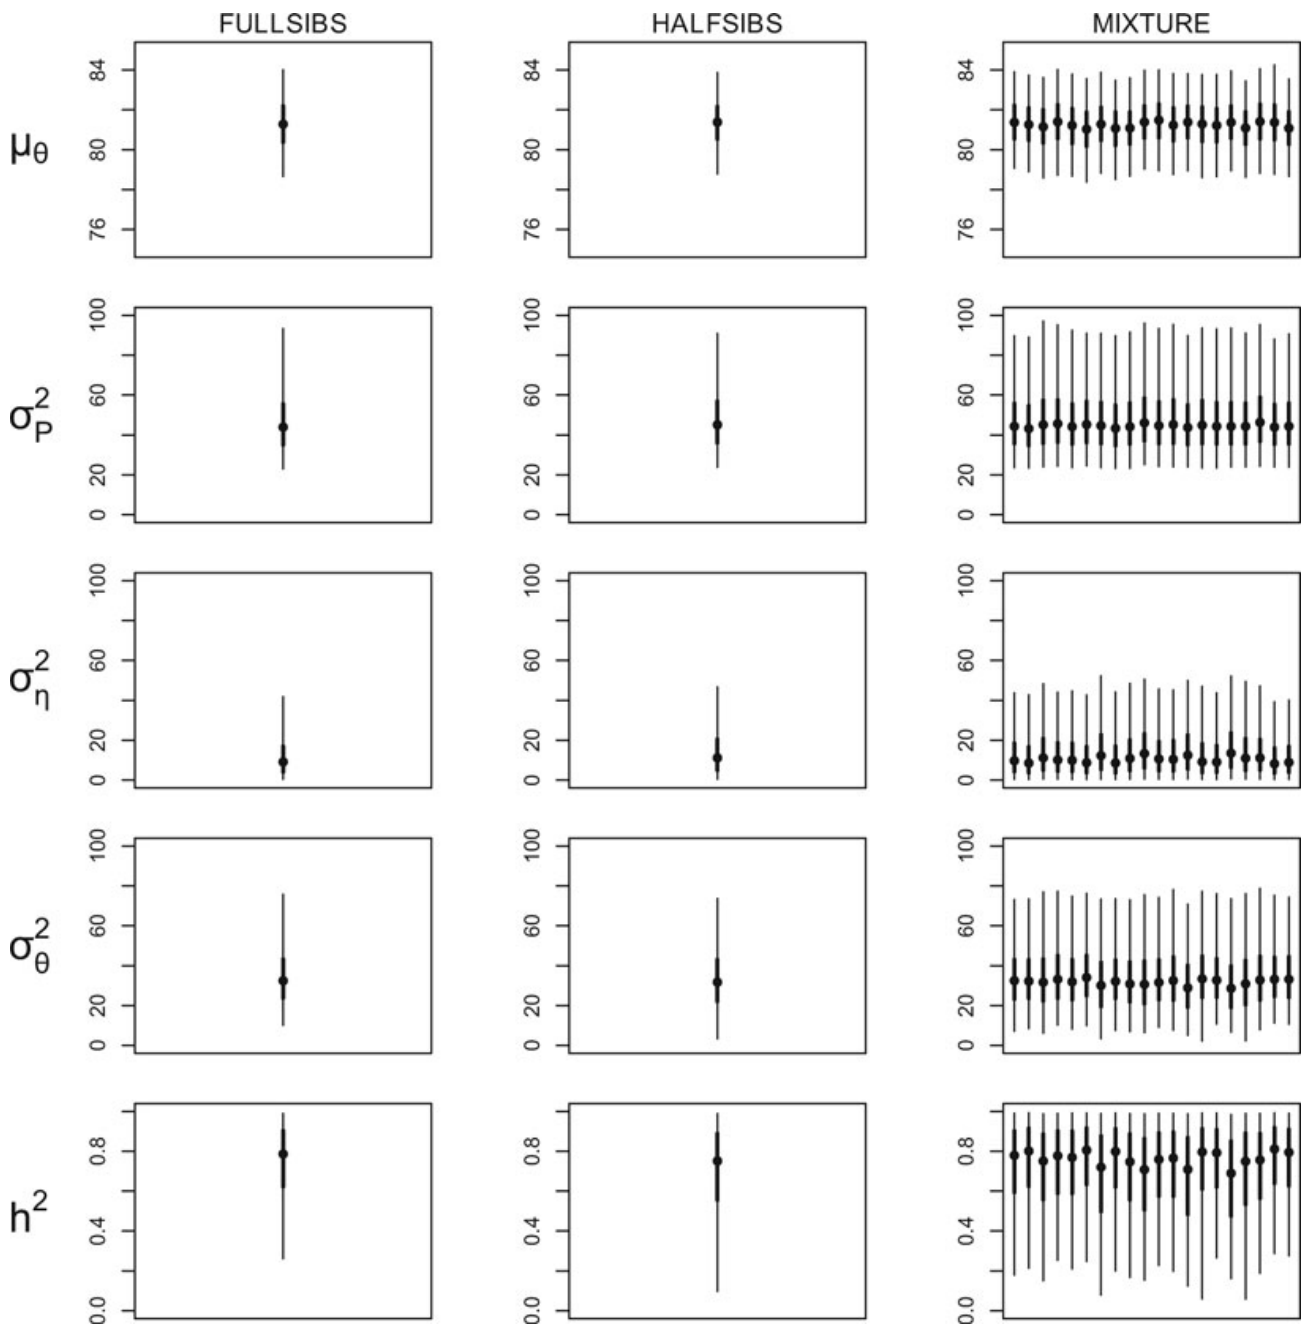 FULLSIBS HALFSIBS MIXTURE
μθ 84 80 76 84 80 76 84 80 76
σ²P 100 60 20 0 100 60 20 0 100 60 20 0
σ²η 100 60 20 0 100 60 20 0 100 60 20 0
σ²θ 100 60 20 0 100 60 20 0 100 60 20 0
h² 0.8 0.4 0.0 0.8 0.4 0.0 0.8 0.4 0.0